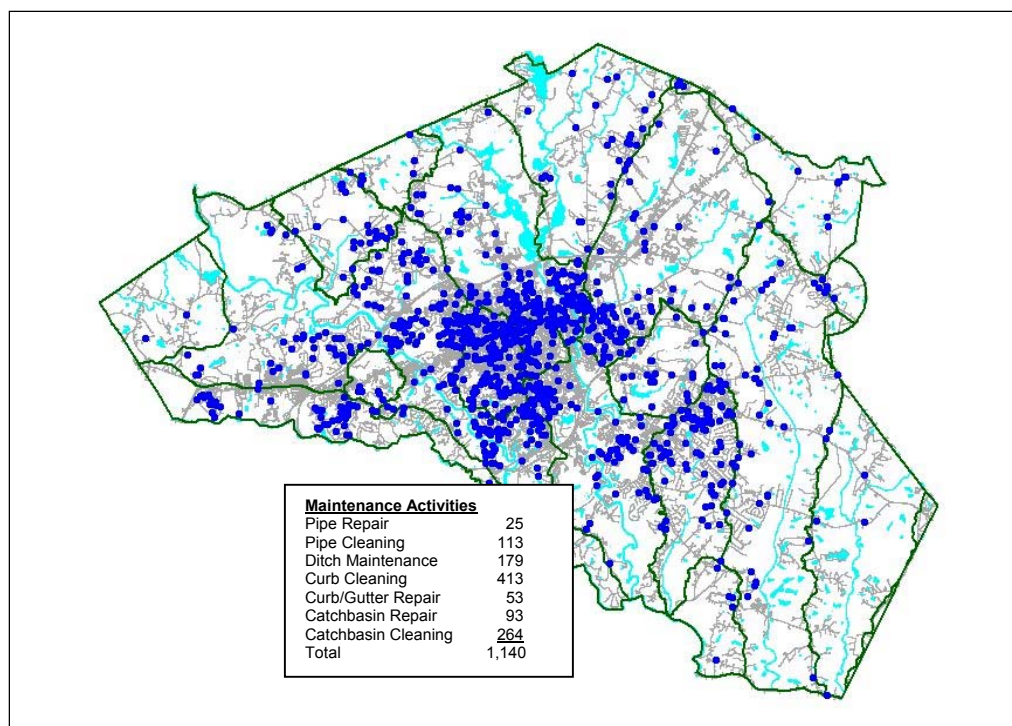 Maintenance Activities
Pipe Repair 25
Pipe Cleaning 113
Ditch Maintenance 179
Curb Cleaning 413
Curb/Gutter Repair 53
Catchbasin Repair 93
Catchbasin Cleaning 264
Total 1,140